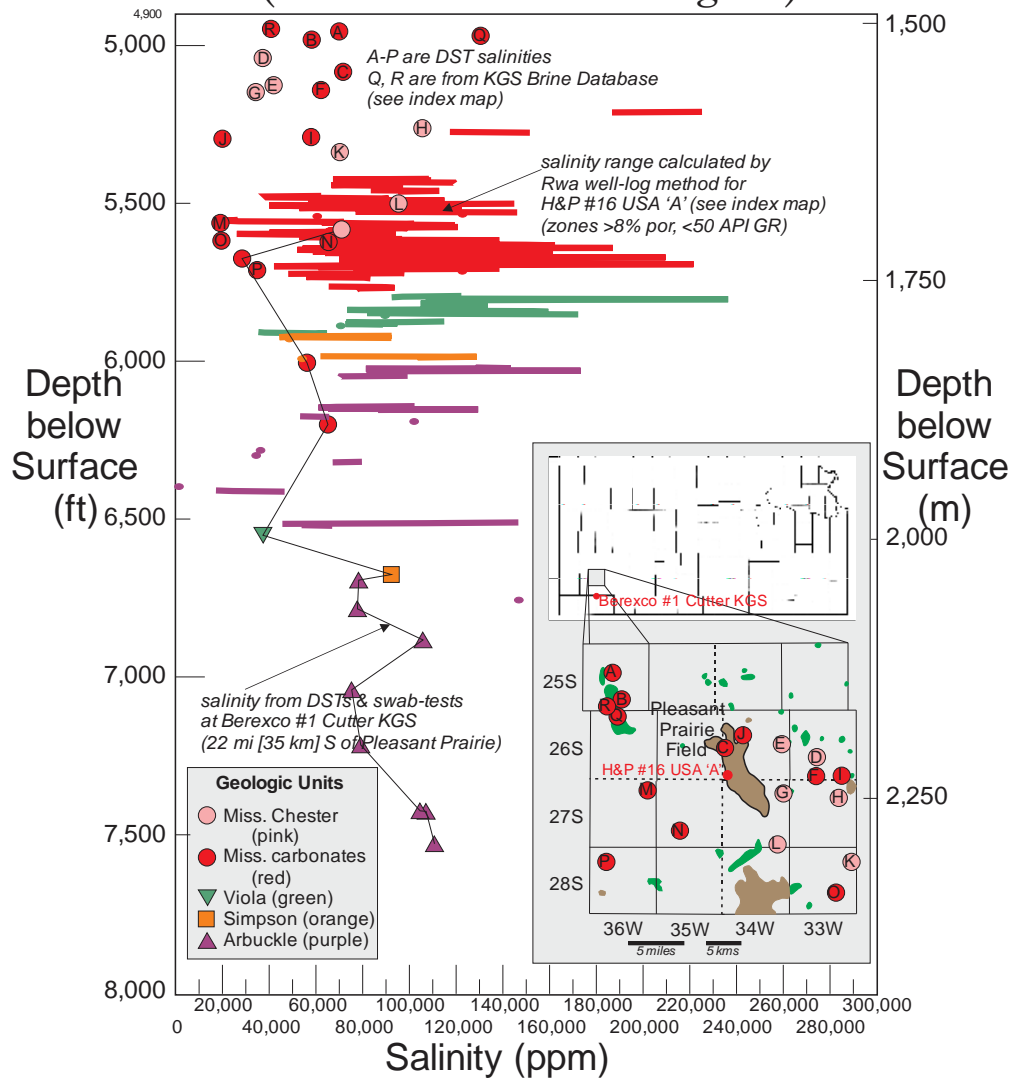 4,900
5,000
5,500
6,000
6,500
7,000
7,500
8,000
Depth
below
Surface
(ft)
1,500
1,750
2,000
2,250
Depth
below
Surface
(m)
R
A
B
Q
D
C
E
G
F
H
J
I
K
L
M
O
N
P
A-P are DST salinities
Q, R are from KGS Brine Database
(see index map)
salinity range calculated by
Rwa well-log method for
H&P #16 USA 'A' (see index map)
(zones >8% por, <50 API GR)
salinity from DSTs & swab-tests
at Berexco #1 Cutter KGS
(22 mi [35 km] S of Pleasant Prairie)
Geologic Units
Miss. Chester
(pink)
Miss. carbonates
(red)
Viola (green)
Simpson (orange)
Arbuckle (purple)
Berexco #1 Cutter KGS
25S
26S
27S
28S
A
B
R
Q
Pleasant
Prairie
Field
J
C
E
D
F
I
H&P #16 USA 'A'
M
G
H
N
L
P
K
O
36W
35W
34W
33W
5 miles
5 kms
20,000
60,000
100,000
140,000
180,000
220,000
260,000
300,000
0
40,000
80,000
120,000
160,000
200,000
240,000
280,000
Salinity (ppm)